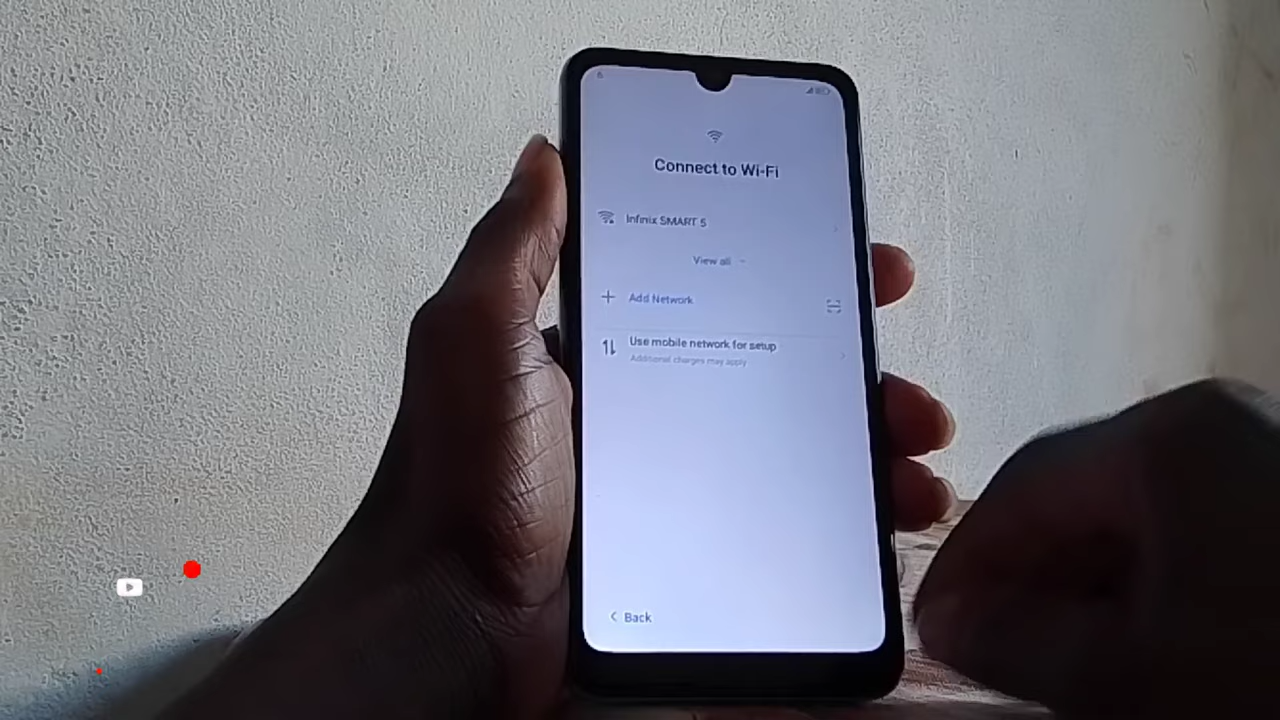 Connect to Wi-Fi
Infinix SMART 5
View all
Add Network
Use mobile network for setup
Additional charges may apply
Back